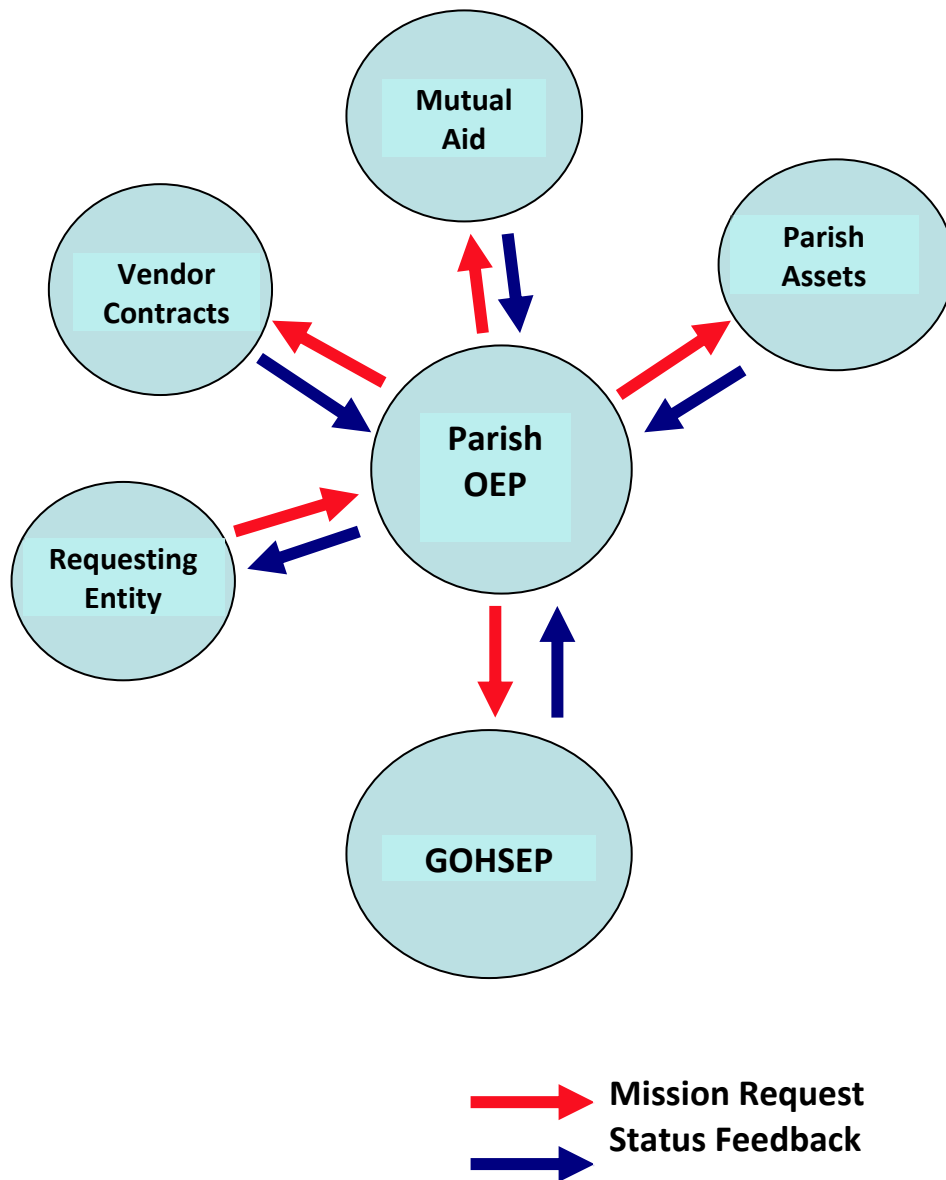 Mutual
Aid
Parish
Assets
Vendor
Contracts
Parish
OEP
Requesting
Entity
GOHSEP
Mission Request
Status Feedback